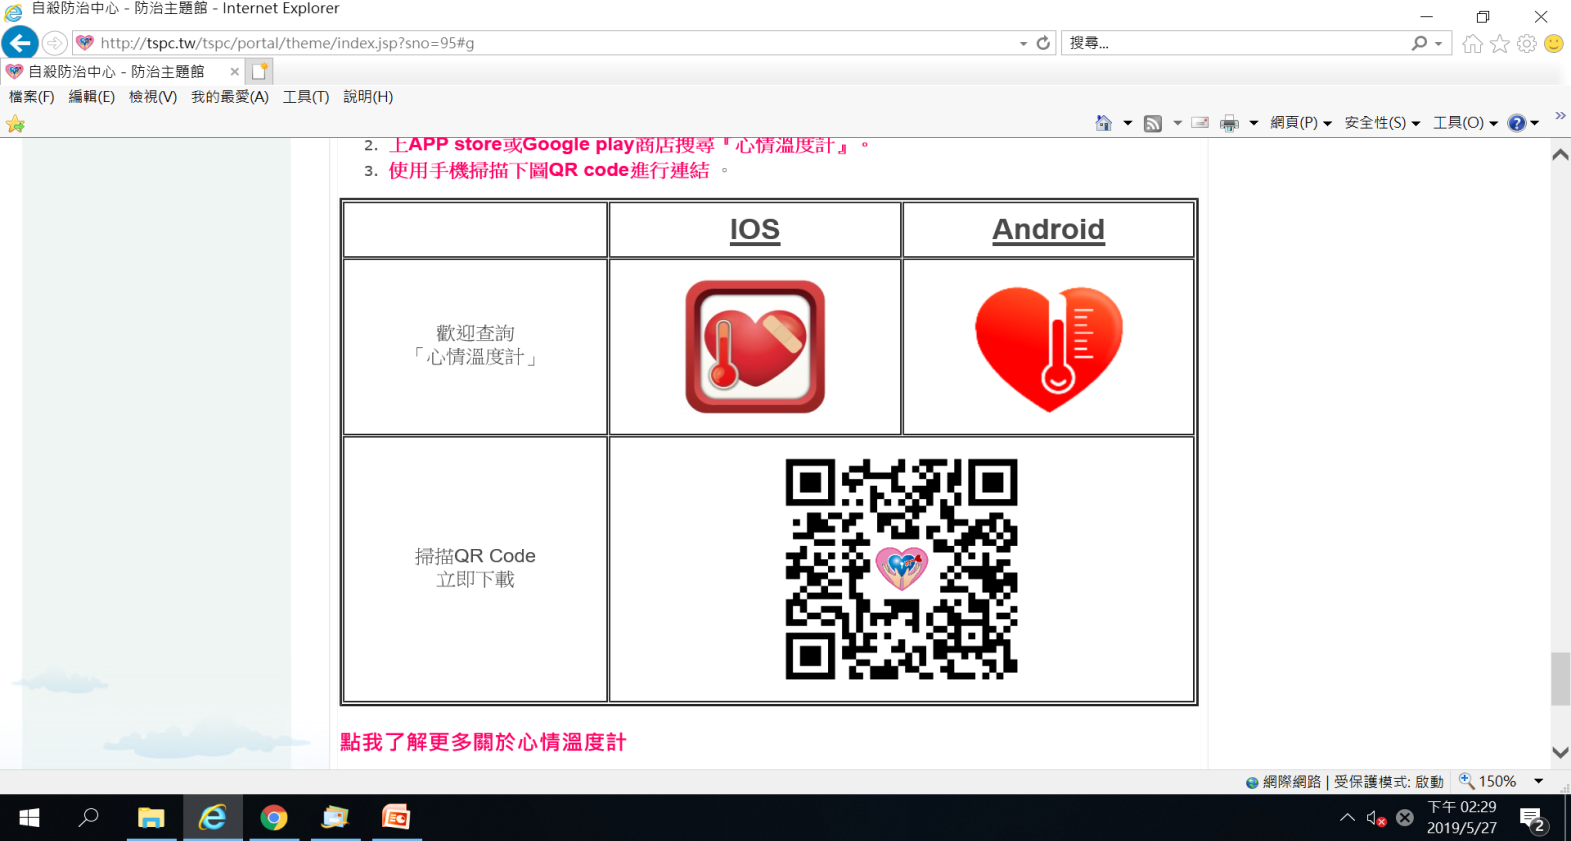 自殺防治中心 - 防治主題館 - Internet Explorer
http://tspc.tw/tspc/portal/theme/index.jsp?sno=95#g
搜尋...
自殺防治中心 - 防治主題館
檔案(F) 編輯(E) 檢視(V) 我的最愛(A) 工具(T) 說明(H)
網頁(P) 安全性(S) 工具(O)
2. 上APP store或Google play商店搜尋『心情溫度計』。
3. 使用手機掃描下圖QR code進行連結 。
IOS
Android
歡迎查詢
「心情溫度計」
掃描QR Code
立即下載
點我了解更多關於心情溫度計
網際網路 | 受保護模式: 啟動
150%
下午 02:29
2019/5/27
2